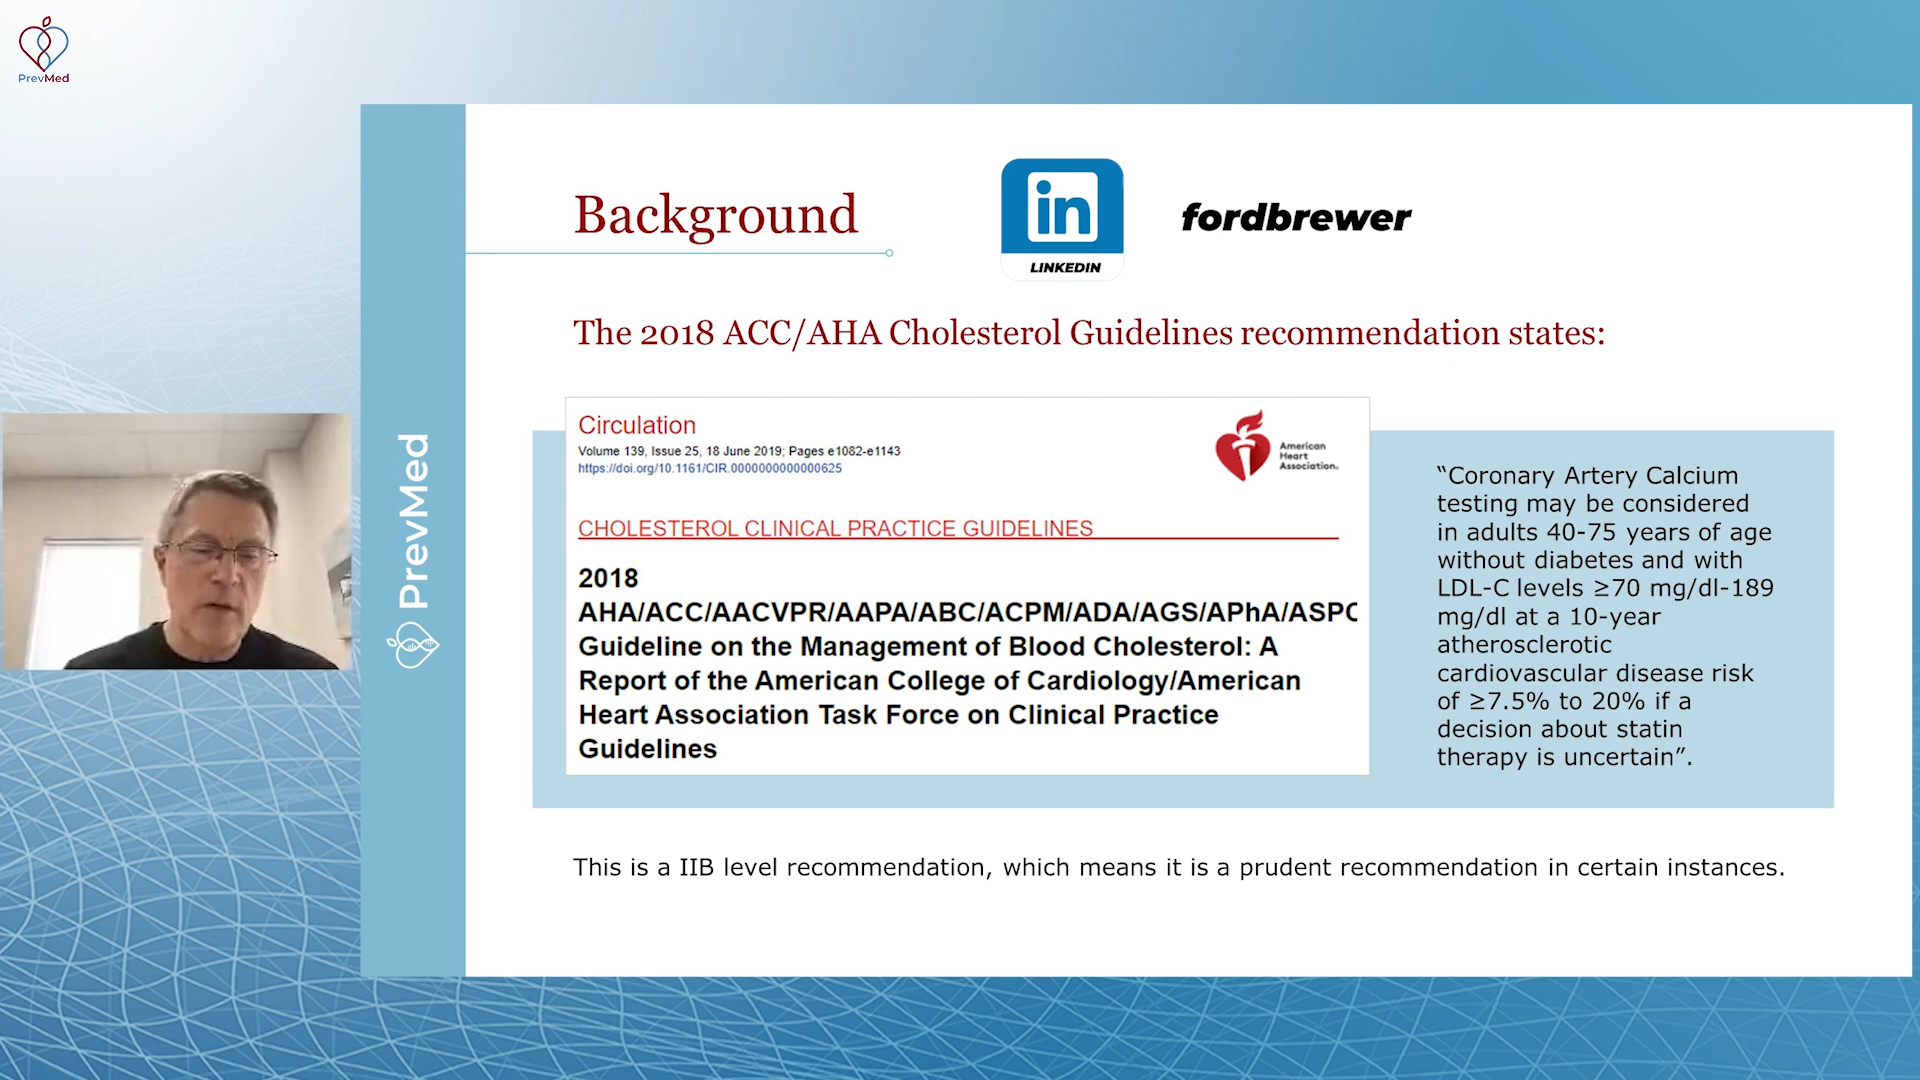 PrevMed
Background
LINKEDIN
fordbrewer
The 2018 ACC/AHA Cholesterol Guidelines recommendation states:
Circulation
Volume 139, Issue 25, 18 June 2019; Pages e1082-e1143
https://doi.org/10.1161/CIR.0000000000000625
American
Heart
Association.
CHOLESTEROL CLINICAL PRACTICE GUIDELINES
2018
AHA/ACC/AACVPR/AAPA/ABC/ACPM/ADA/AGS/APhA/ASPC
Guideline on the Management of Blood Cholesterol: A
Report of the American College of Cardiology/American
Heart Association Task Force on Clinical Practice
Guidelines
“Coronary Artery Calcium
testing may be considered
in adults 40-75 years of age
without diabetes and with
LDL-C levels ≥70 mg/dl-189
mg/dl at a 10-year
atherosclerotic
cardiovascular disease risk
of ≥7.5% to 20% if a
decision about statin
therapy is uncertain”.
This is a IIB level recommendation, which means it is a prudent recommendation in certain instances.
PrevMed